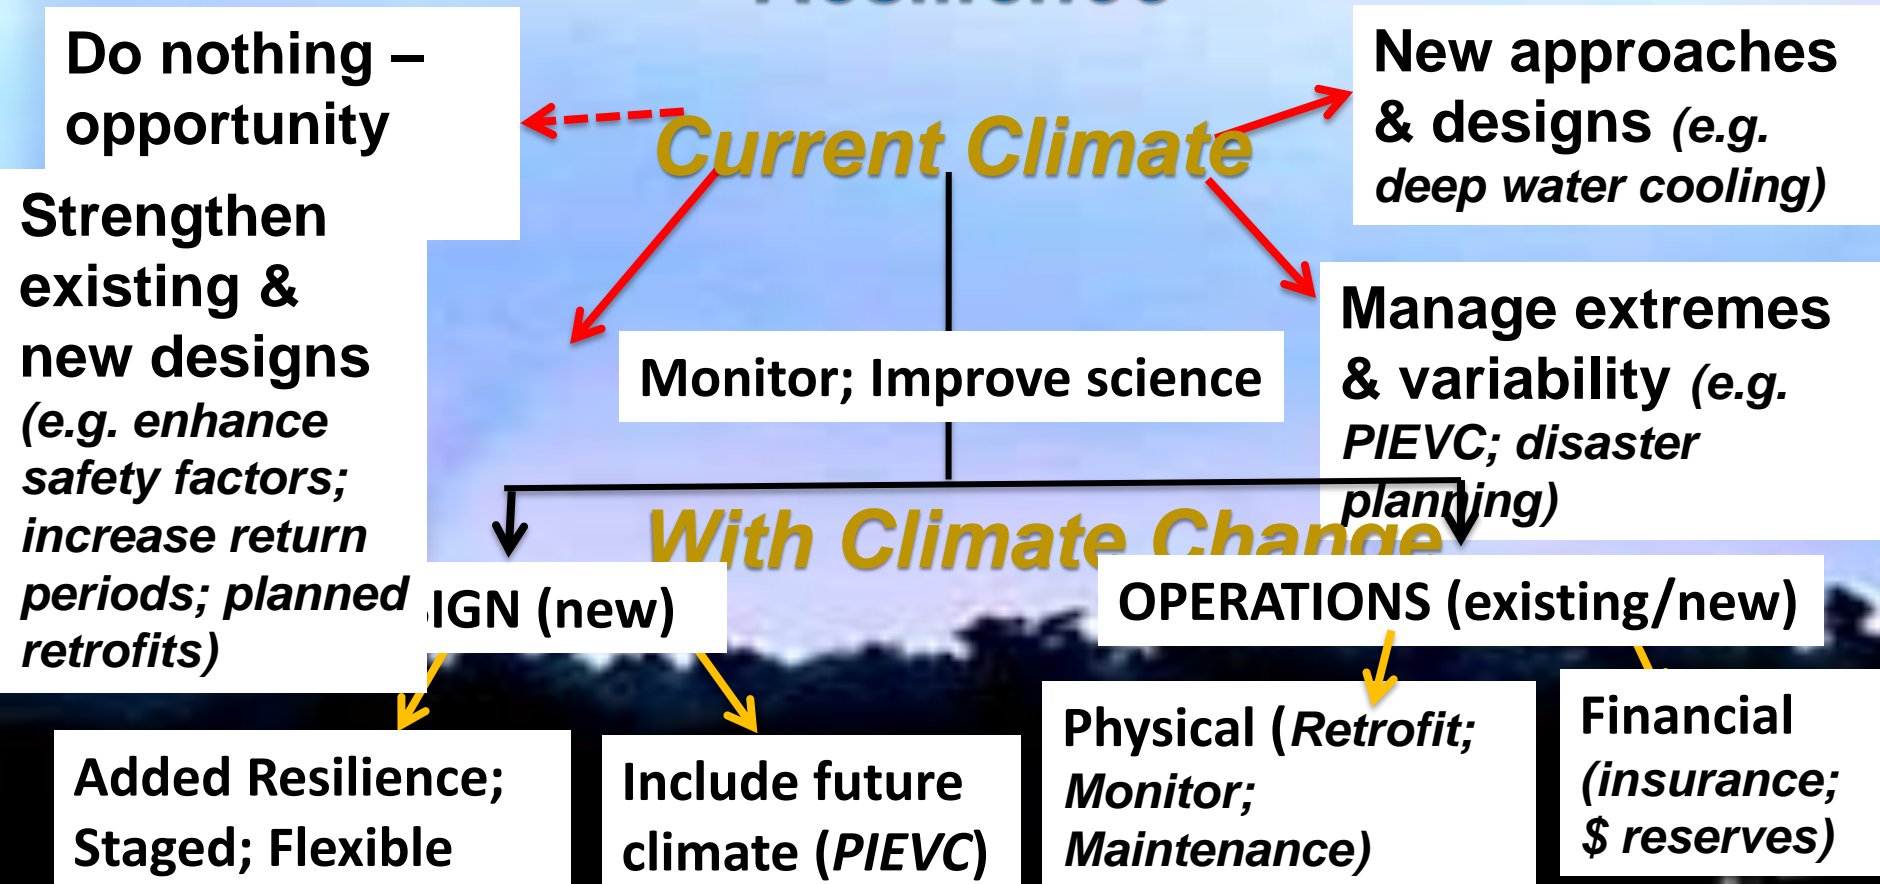 Do nothing –
opportunity
Current Climate
New approaches
& designs (e.g.
deep water cooling)
Strengthen
existing &
new designs
(e.g. enhance
safety factors;
increase return
periods; planned
retrofits)
Monitor; Improve science
Manage extremes
& variability (e.g.
PIEVC; disaster
planning)
With Climate Change
IGN (new)
OPERATIONS (existing/new)
Added Resilience;
Staged; Flexible
Include future
climate (PIEVC)
Physical (Retrofit;
Monitor;
Maintenance)
Financial
(insurance;
$ reserves)